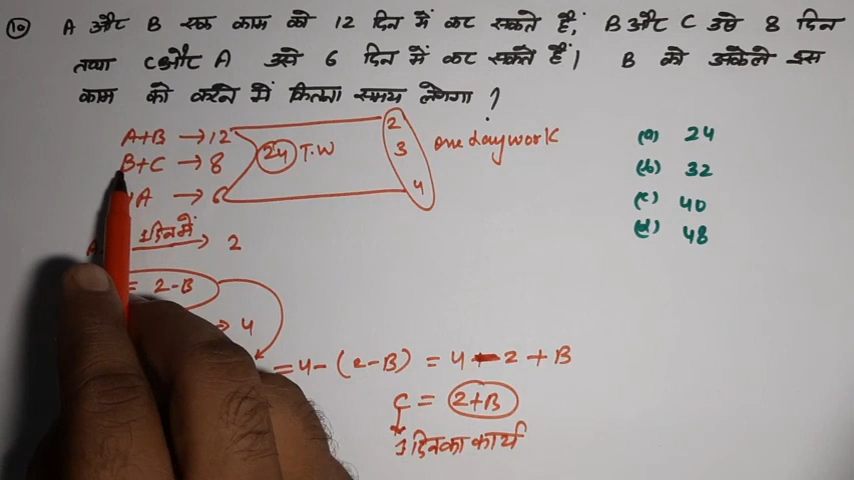 (10) A और B एक काम को 12 दिन में कर सकते हैं; B और C उसे 8 दिन
तथा C और A उसे 6 दिन में कर सकते हैं। B को अकेले इस
काम को करने में कितना समय लगेगा ?
A+B → 12 2
B+C → 8 24 T.W 3 one day work
A → 6 4
1 दिन में → 2
= 2-B
→ 4
= 4 - (2-B) = 4 - 2 + B
C = 2+B
1 दिन का कार्य
(a) 24
(b) 32
(c) 40
(d) 48